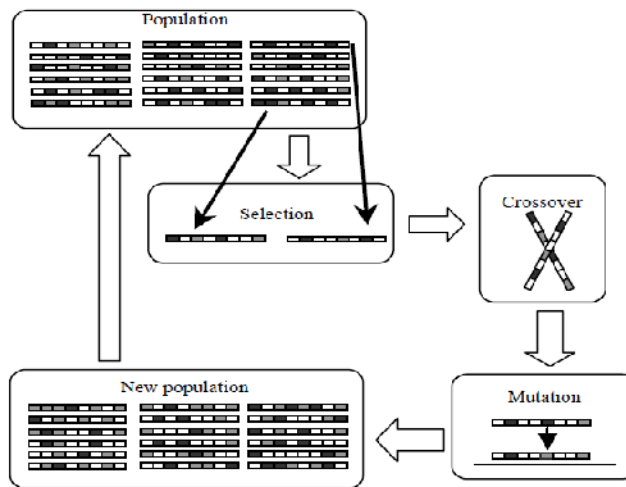 Population
Selection
Crossover
Mutation
New population